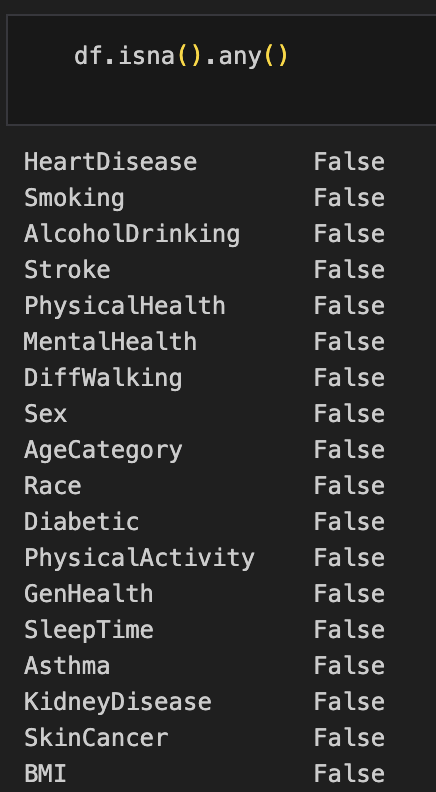 df.isna().any()
HeartDisease False
Smoking False
AlcoholDrinking False
Stroke False
PhysicalHealth False
MentalHealth False
DiffWalking False
Sex False
AgeCategory False
Race False
Diabetic False
PhysicalActivity False
GenHealth False
SleepTime False
Asthma False
KidneyDisease False
SkinCancer False
BMI False